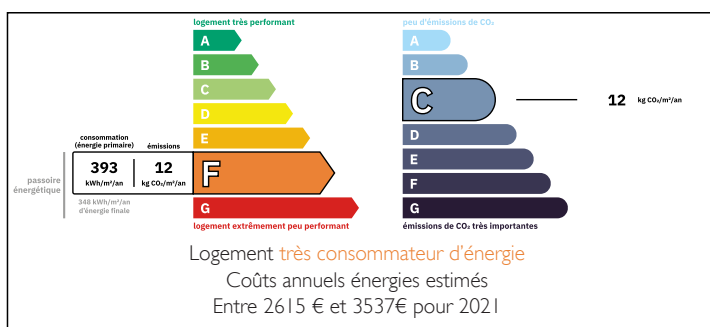 logement très performant
A
B
C
D
E
consommation
(énergie primaire)
émissions
393
kWh/m²/an
12
kg CO₂/m²/an
F
passoire
énergétique
348 kWh/m²/an
d'énergie finale
G
logement extrêmement peu performant
peu d'émissions de CO₂
A
B
C
12 kg CO₂/m²/an
D
E
F
G
émissions de CO₂ très importantes
Logement très consommateur d'énergie
Coûts annuels énergies estimés
Entre 2615 € et 3537€ pour 2021